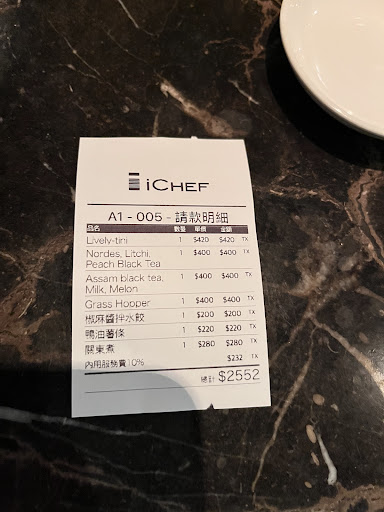 iCHEF
A1 - 005 - 請款明細
品名 數量 單價 金額
Lively-tini 1 $420 $420 TX
Nordes, Litchi, 1 $400 $400 TX
Peach Black Tea
Assam black tea, 1 $400 $400 TX
Milk, Melon
Grass Hopper 1 $400 $400 TX
椒麻醬拌水餃 1 $200 $200 TX
鴨油薯條 1 $220 $220 TX
關東煮 1 $280 $280 TX
內用服務費10% $232 TX
總計 $2552